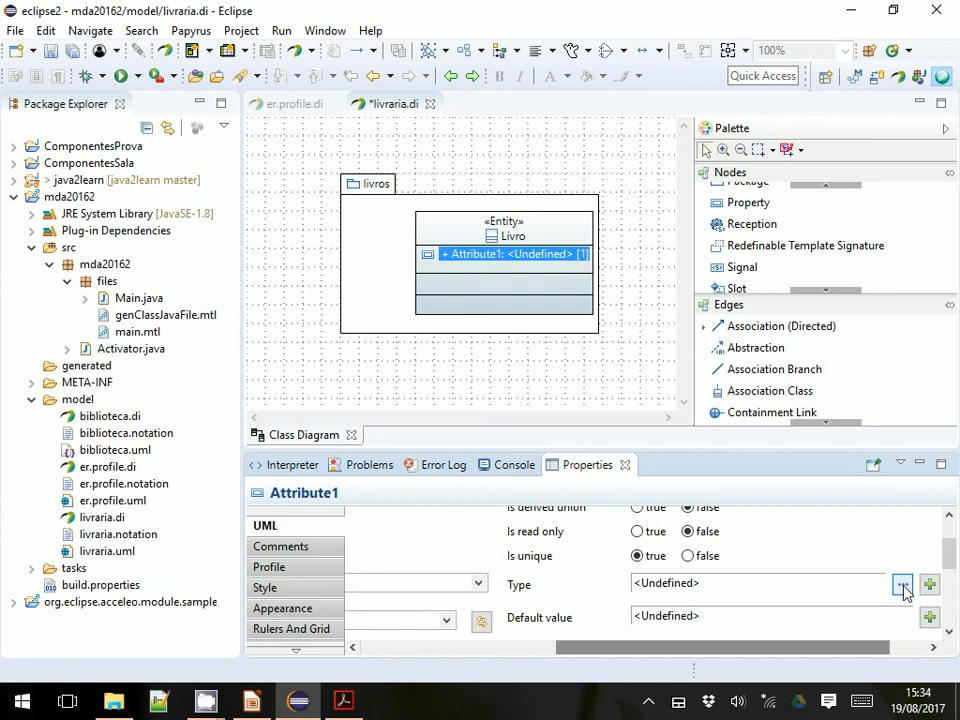 eclipse2 - mda20162/model/livraria.di - Eclipse
File Edit Navigate Search Papyrus Project Run Window Help
100%
B I A
Quick Access
Package Explorer
ComponentesProva
ComponentesSala
> java2learn [java2learn master]
mda20162
JRE System Library [JavaSE-1.8]
Plug-in Dependencies
src
mda20162
files
Main.java
genClassJavaFile.mtl
main.mtl
Activator.java
generated
META-INF
model
biblioteca.di
biblioteca.notation
biblioteca.uml
er.profile.di
er.profile.notation
er.profile.uml
livraria.di
livraria.notation
livraria.uml
tasks
build.properties
org.eclipse.acceleo.module.sample
er.profile.di
*livraria.di
livros
«Entity»
Livro
+ Attribute1: <Undefined> [1]
Class Diagram
Palette
Nodes
Package
Property
Reception
Redefinable Template Signature
Signal
Slot
Edges
Association (Directed)
Abstraction
Association Branch
Association Class
Containment Link
Interpreter Problems Error Log Console Properties
Attribute1
UML
Comments
Profile
Style
Appearance
Rulers And Grid
Is derived union true false
Is read only true false
Is unique true false
Type <Undefined> ...
Default value <Undefined>
15:34
19/08/2017